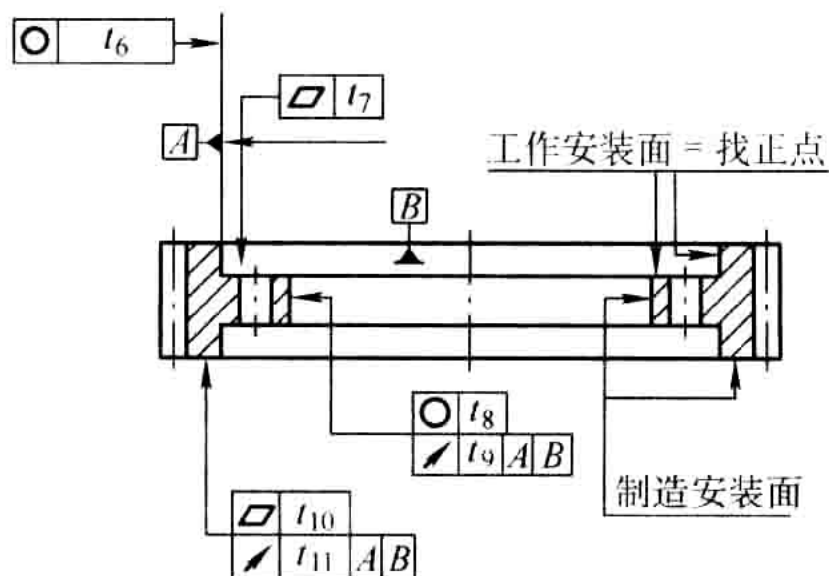 ○ t6
▱ t7
A
工作安装面 = 找正点
B
○ t8
↗ t9 A B
制造安装面
▱ t10
↗ t11 A B